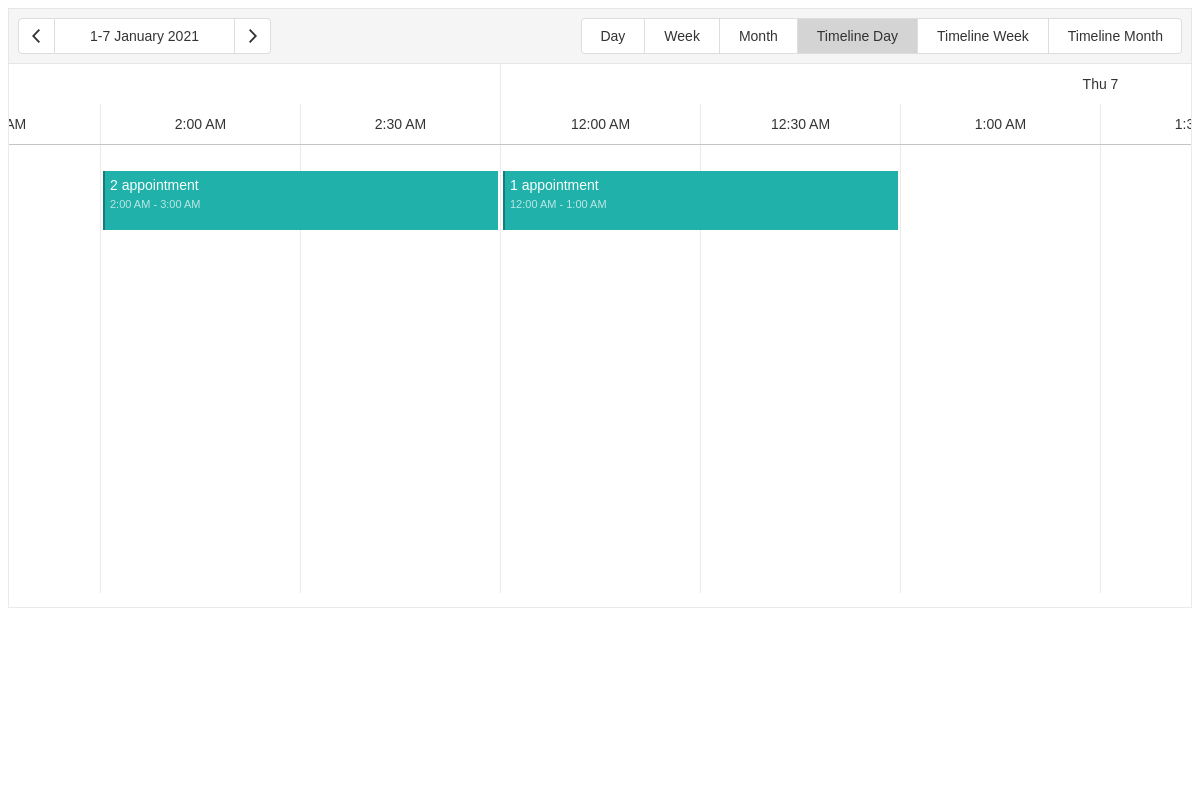 1-7 January 2021
Day
Week
Month
Timeline Day
Timeline Week
Timeline Month
Thu 7
AM
2:00 AM
2:30 AM
12:00 AM
12:30 AM
1:00 AM
2 appointment
2:00 AM - 3:00 AM
1 appointment
12:00 AM - 1:00 AM